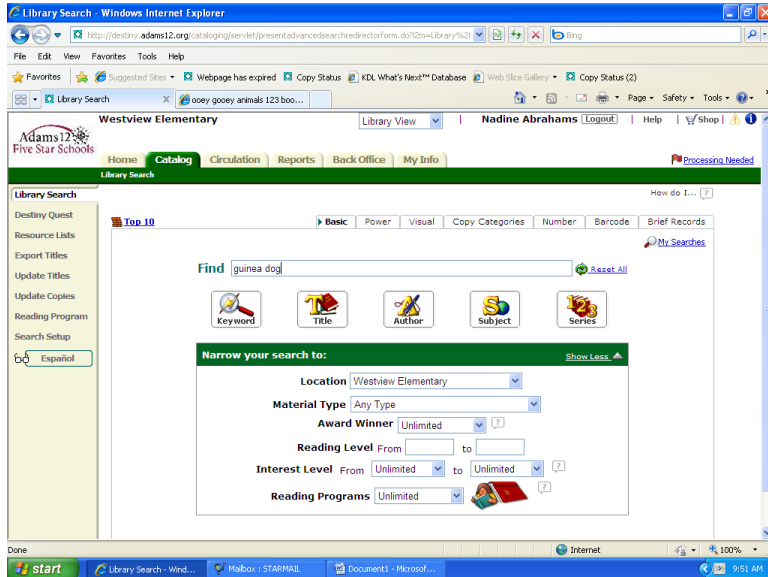 Library Search - Windows Internet Explorer
http://destiny.adams12.org/cataloging/servlet/presentadvancedsearchredirectorform.do?l2m=Library%20
Bing
File Edit View Favorites Tools Help
Favorites Suggested Sites Webpage has expired Copy Status KDL What's Next™ Database Web Slice Gallery Copy Status (2)
Library Search X ooey gooey animals 123 boo... Page Safety Tools
Westview Elementary Library View | Nadine Abrahams Logout | Help | Shop |
Adams12
Five Star Schools
Home Catalog Circulation Reports Back Office My Info Processing Needed
Library Search
Library Search How do I... ?
Destiny Quest
Resource Lists
Export Titles
Update Titles
Update Copies
Reading Program
Search Setup
Español
Top 10 Basic Power Visual Copy Categories Number Barcode Brief Records
My Searches
Find guinea dog Reset All
Keyword Title Author Subject Series
Narrow your search to: Show Less
Location Westview Elementary
Material Type Any Type
Award Winner Unlimited ?
Reading Level From to
Interest Level From Unlimited to Unlimited ?
Reading Programs Unlimited ?
Done Internet 100%
start Library Search - Wind... Mailbox : STARMAIL Document1 - Microsof... 9:51 AM